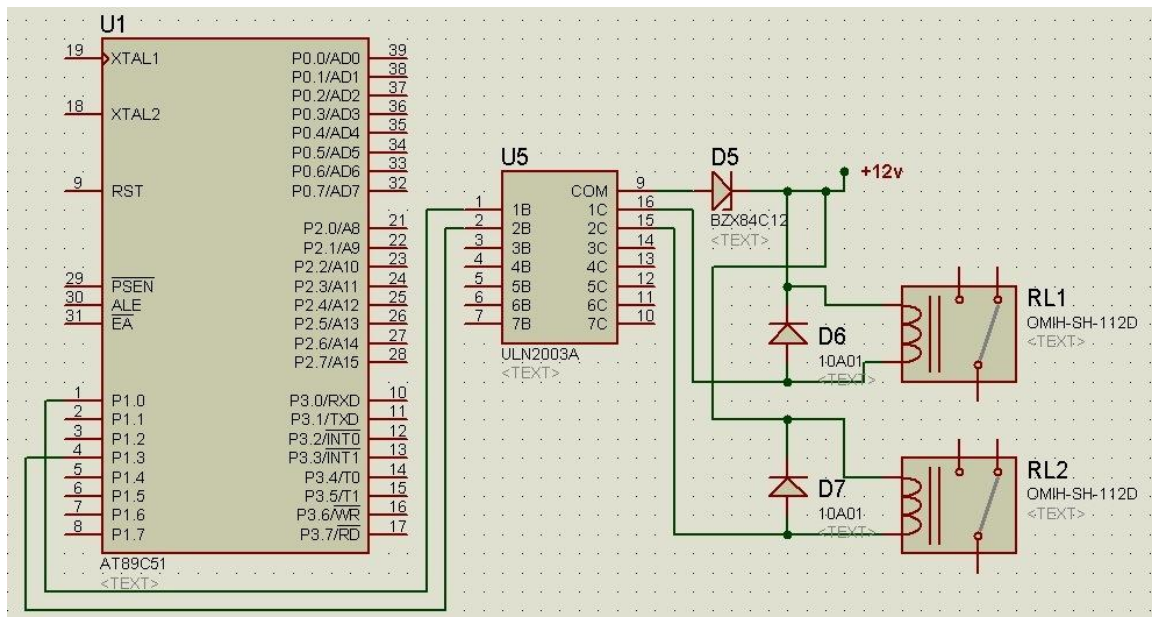 U1
19
XTAL1
18
XTAL2
9
RST
29
PSEN
30
ALE
31
EA
1
P1.0
2
P1.1
3
P1.2
4
P1.3
5
P1.4
6
P1.5
7
P1.6
8
P1.7
P0.0/AD0
39
P0.1/AD1
38
P0.2/AD2
37
P0.3/AD3
36
P0.4/AD4
35
P0.5/AD5
34
P0.6/AD6
33
P0.7/AD7
32
P2.0/A8
21
P2.1/A9
22
P2.2/A10
23
P2.3/A11
24
P2.4/A12
25
P2.5/A13
26
P2.6/A14
27
P2.7/A15
28
P3.0/RXD
10
P3.1/TXD
11
P3.2/INT0
12
P3.3/INT1
13
P3.4/T0
14
P3.5/T1
15
P3.6/WR
16
P3.7/RD
17
AT89C51
<TEXT>
U5
1
1B
2
2B
3
3B
4
4B
5
5B
6
6B
7
7B
COM
9
1C
16
2C
15
3C
14
4C
13
5C
12
6C
11
7C
10
ULN2003A
<TEXT>
D5
BZX84C12
<TEXT>
+12v
D6
10A01
<TEXT>
D7
10A01
<TEXT>
RL1
OMIH-SH-112D
<TEXT>
RL2
OMIH-SH-112D
<TEXT>